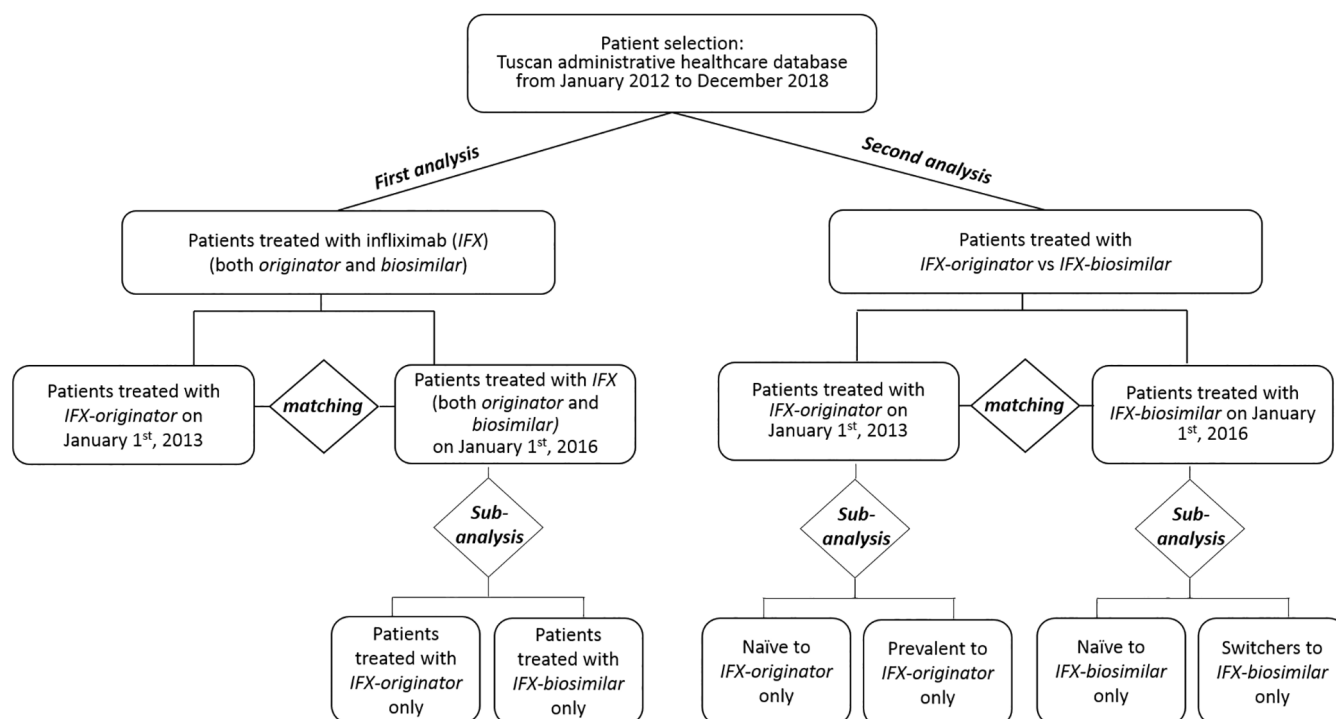 Patient selection:
Tuscan administrative healthcare database
from January 2012 to December 2018
First analysis
Second analysis
Patients treated with infliximab (IFX)
(both originator and biosimilar)
Patients treated with
IFX-originator vs IFX-biosimilar
Patients treated with
IFX-originator on
January 1st, 2013
matching
Patients treated with IFX
(both originator and
biosimilar)
on January 1st, 2016
Patients treated with
IFX-originator on
January 1st, 2013
matching
Patients treated with
IFX-biosimilar on January
1st, 2016
Sub-
analysis
Sub-
analysis
Sub-
analysis
Patients
treated with
IFX-originator
only
Patients
treated with
IFX-biosimilar
only
Naïve to
IFX-originator
only
Prevalent to
IFX-originator
only
Naïve to
IFX-biosimilar
only
Switchers to
IFX-biosimilar
only